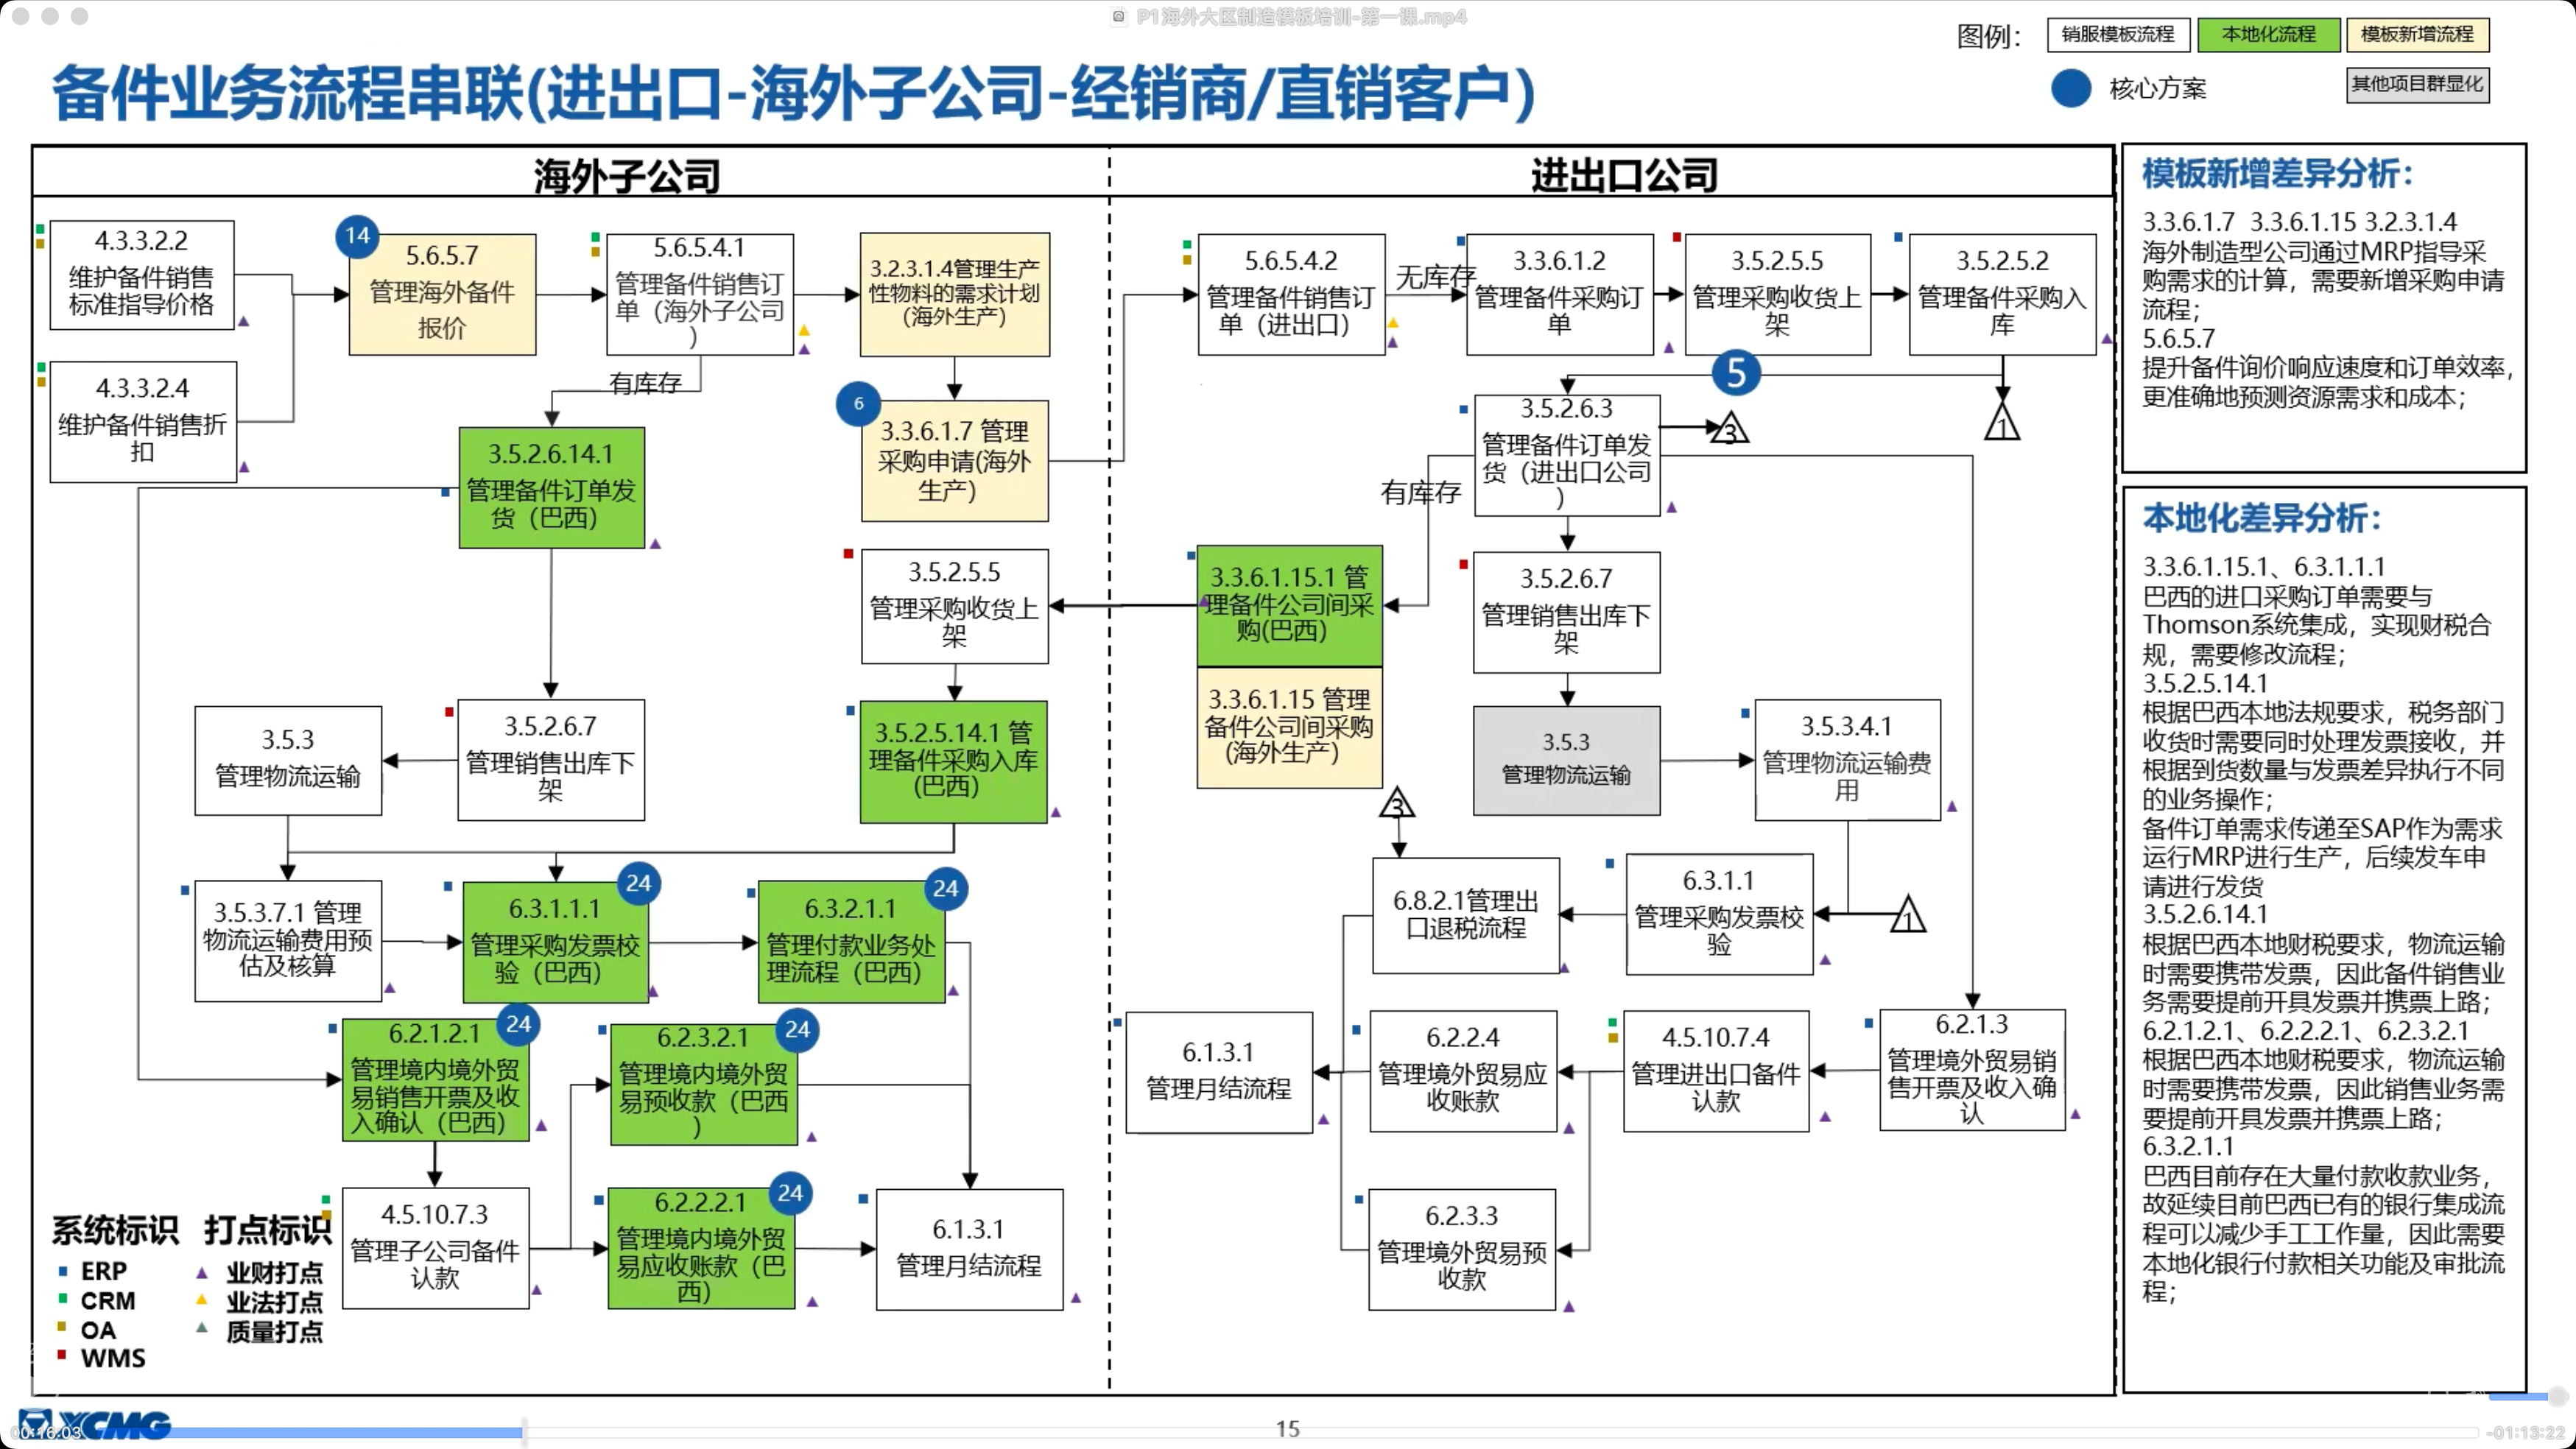 P1海外大区制造模板培训-第一课.mp4
备件业务流程串联(进出口-海外子公司-经销商/直销客户)
图例：
销服模板流程
本地化流程
模板新增流程
核心方案
其他项目群显化
海外子公司
4.3.3.2.2
维护备件销售
标准指导价格
4.3.3.2.4
维护备件销售折
扣
14
5.6.5.7
管理海外备件
报价
5.6.5.4.1
管理备件销售订
单（海外子公司
）
3.2.3.1.4管理生产
性物料的需求计划
(海外生产)
有库存
6
3.3.6.1.7 管理
采购申请(海外
生产)
3.5.2.6.14.1
管理备件订单发
货（巴西）
3.5.2.5.5
管理采购收货上
架
3.5.3
管理物流运输
3.5.2.6.7
管理销售出库下
架
3.5.2.5.14.1 管
理备件采购入库
(巴西)
3.5.3.7.1 管理
物流运输费用预
估及核算
24
6.3.1.1.1
管理采购发票校
验（巴西）
24
6.3.2.1.1
管理付款业务处
理流程（巴西）
24
6.2.1.2.1
管理境内境外贸
易销售开票及收
入确认（巴西）
24
6.2.3.2.1
管理境内境外贸
易预收款（巴西
）
4.5.10.7.3
管理子公司备件
认款
24
6.2.2.2.1
管理境内境外贸
易应收账款（巴
西）
6.1.3.1
管理月结流程
系统标识
ERP
CRM
OA
WMS
打点标识
业财打点
业法打点
质量打点
进出口公司
5.6.5.4.2
管理备件销售订
单（进出口）
无库存
3.3.6.1.2
管理备件采购订
单
3.5.2.5.5
管理采购收货上
架
3.5.2.5.2
管理备件采购入
库
5
3.5.2.6.3
管理备件订单发
货（进出口公司
）
3
1
有库存
3.3.6.1.15.1 管
理备件公司间采
购(巴西)
3.3.6.1.15 管理
备件公司间采购
(海外生产)
3.5.2.6.7
管理销售出库下
架
3.5.3
管理物流运输
3.5.3.4.1
管理物流运输费
用
3
6.8.2.1管理出
口退税流程
6.3.1.1
管理采购发票校
验
1
6.1.3.1
管理月结流程
6.2.2.4
管理境外贸易应
收账款
4.5.10.7.4
管理进出口备件
认款
6.2.1.3
管理境外贸易销
售开票及收入确
认
6.2.3.3
管理境外贸易预
收款
模板新增差异分析：
3.3.6.1.7 3.3.6.1.15 3.2.3.1.4
海外制造型公司通过MRP指导采
购需求的计算，需要新增采购申请
流程；
5.6.5.7
提升备件询价响应速度和订单效率，
更准确地预测资源需求和成本；
本地化差异分析：
3.3.6.1.15.1、6.3.1.1.1
巴西的进口采购订单需要与
Thomson系统集成，实现财税合
规，需要修改流程；
3.5.2.5.14.1
根据巴西本地法规要求，税务部门
收货时需要同时处理发票接收，并
根据到货数量与发票差异执行不同
的业务操作；
备件订单需求传递至SAP作为需求
运行MRP进行生产，后续发车申
请进行发货
3.5.2.6.14.1
根据巴西本地财税要求，物流运输
时需要携带发票，因此备件销售业
务需要提前开具发票并携票上路；
6.2.1.2.1、6.2.2.2.1、6.2.3.2.1
根据巴西本地财税要求，物流运输
时需要携带发票，因此销售业务需
要提前开具发票并携票上路；
6.3.2.1.1
巴西目前存在大量付款收款业务，
故延续目前巴西已有的银行集成流
程可以减少手工工作量，因此需要
本地化银行付款相关功能及审批流
程；
XCMG
00:16:03
15
-01:13:22